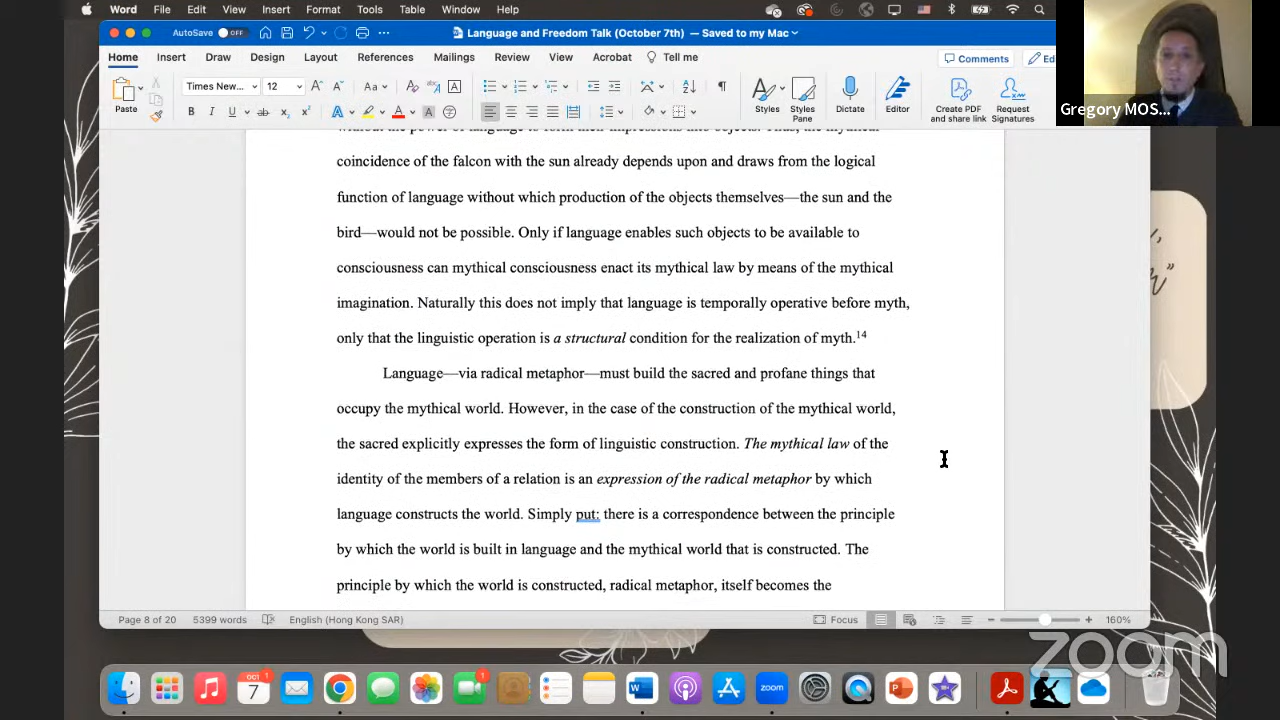 Word File Edit View Insert Format Tools Table Window Help
AutoSave OFF Language and Freedom Talk (October 7th) — Saved to my Mac
Home Insert Draw Design Layout References Mailings Review View Acrobat Tell me Comments
Paste Times New... 12 Aa Styles Styles Pane Dictate Editor Create PDF and share link Request Signatures
Gregory MOS...
coincidence of the falcon with the sun already depends upon and draws from the logical
function of language without which production of the objects themselves—the sun and the
bird—would not be possible. Only if language enables such objects to be available to
consciousness can mythical consciousness enact its mythical law by means of the mythical
imagination. Naturally this does not imply that language is temporally operative before myth,
only that the linguistic operation is a structural condition for the realization of myth.14
Language—via radical metaphor—must build the sacred and profane things that
occupy the mythical world. However, in the case of the construction of the mythical world,
the sacred explicitly expresses the form of linguistic construction. The mythical law of the
identity of the members of a relation is an expression of the radical metaphor by which
language constructs the world. Simply put: there is a correspondence between the principle
by which the world is built in language and the mythical world that is constructed. The
principle by which the world is constructed, radical metaphor, itself becomes the
Page 8 of 20 5399 words English (Hong Kong SAR) Focus 160%
zoom
OCT 7 1 1 zoom